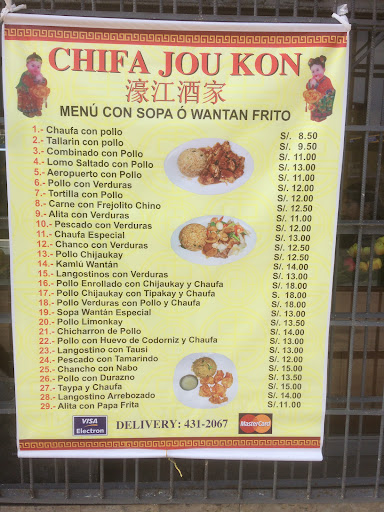 CHIFA JOU KON
濠江酒家
MENÚ CON SOPA Ó WANTAN FRITO
1.- Chaufa con pollo S/. 8.50
2.- Tallarin con pollo S/. 9.50
3.- Combinado con Pollo S/. 11.00
4.- Lomo Saltado con Pollo S/. 13.00
5.- Aeropuerto con Pollo S/. 11.00
6.- Pollo con Verduras S/. 12.00
7.- Tortilla con Pollo S/. 11.00
8.- Carne con Frejolito Chino S/. 12.50
9.- Alita con Verduras S/. 11.00
10.- Pescado con Verduras S/. 12.00
11.- Chaufa Especial S/. 13.00
12.- Chanco con Verduras S/. 12.50
13.- Pollo Chijaukay S/. 12.50
14.- Kamlú Wantán S/. 14.00
15.- Langostinos con Verduras S/. 13.00
16.- Pollo Enrollado con Chijaukay y Chaufa S/. 18.00
17.- Pollo Chijaukay con Tipakay y Chaufa S/. 18.00
18.- Pollo Verduras con Pollo y Chaufa S/. 18.00
19.- Sopa Wantán Especial S/. 12.50
20.- Pollo Limonkay S/. 13.50
21.- Chicharron de Pollo S/. 14.00
22.- Pollo con Huevo de Codorniz y Chaufa S/. 13.00
23.- Langostino con Tausi S/. 14.00
24.- Pescado con Tamarindo S/. 12.00
25.- Chancho con Nabo S/. 15.00
26.- Pollo con Durazno S/. 13.50
27.- Taypa y Chaufa S/. 15.00
28.- Langostino Arrebozado S/. 14.00
29.- Alita con Papa Frita S/.11.00
VISA
Electron
DELIVERY: 431-2067
MasterCard